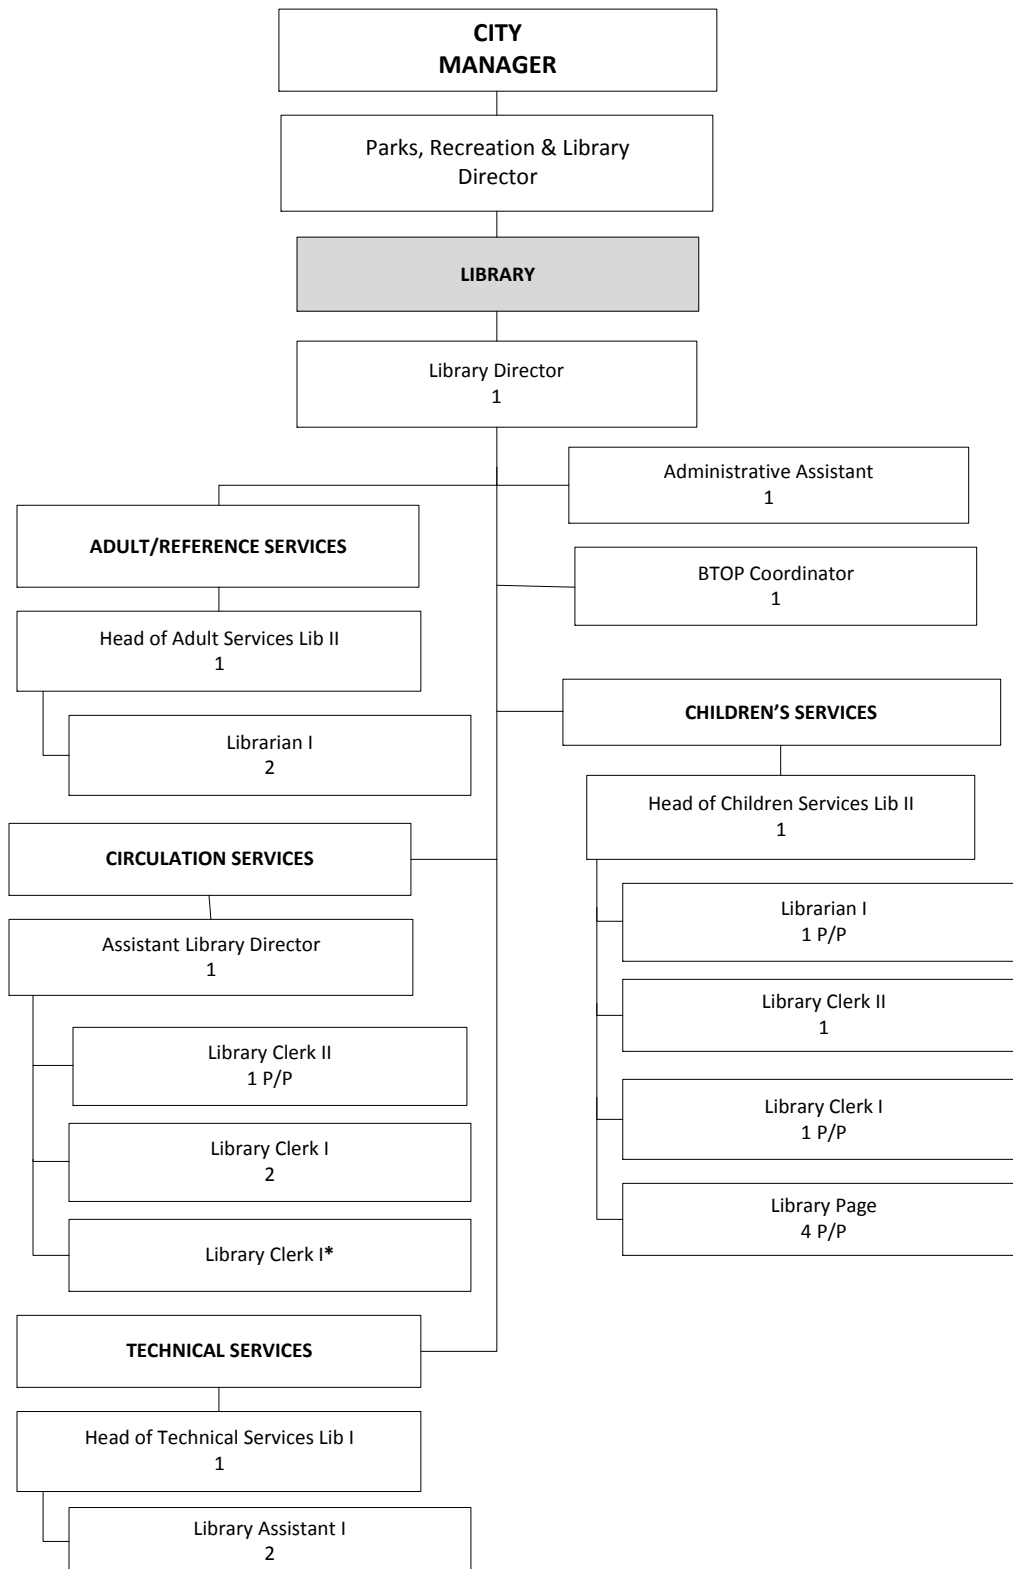 CITY
MANAGER
Parks, Recreation & Library
Director
LIBRARY
Library Director
1
Administrative Assistant
1
ADULT/REFERENCE SERVICES
BTOP Coordinator
1
Head of Adult Services Lib II
1
Librarian I
2
CHILDREN’S SERVICES
Head of Children Services Lib II
1
CIRCULATION SERVICES
Assistant Library Director
1
Librarian I
1 P/P
Library Clerk II
1
Library Clerk II
1 P/P
Library Clerk I
1 P/P
Library Clerk I
2
Library Page
4 P/P
Library Clerk I*
TECHNICAL SERVICES
Head of Technical Services Lib I
1
Library Assistant I
2